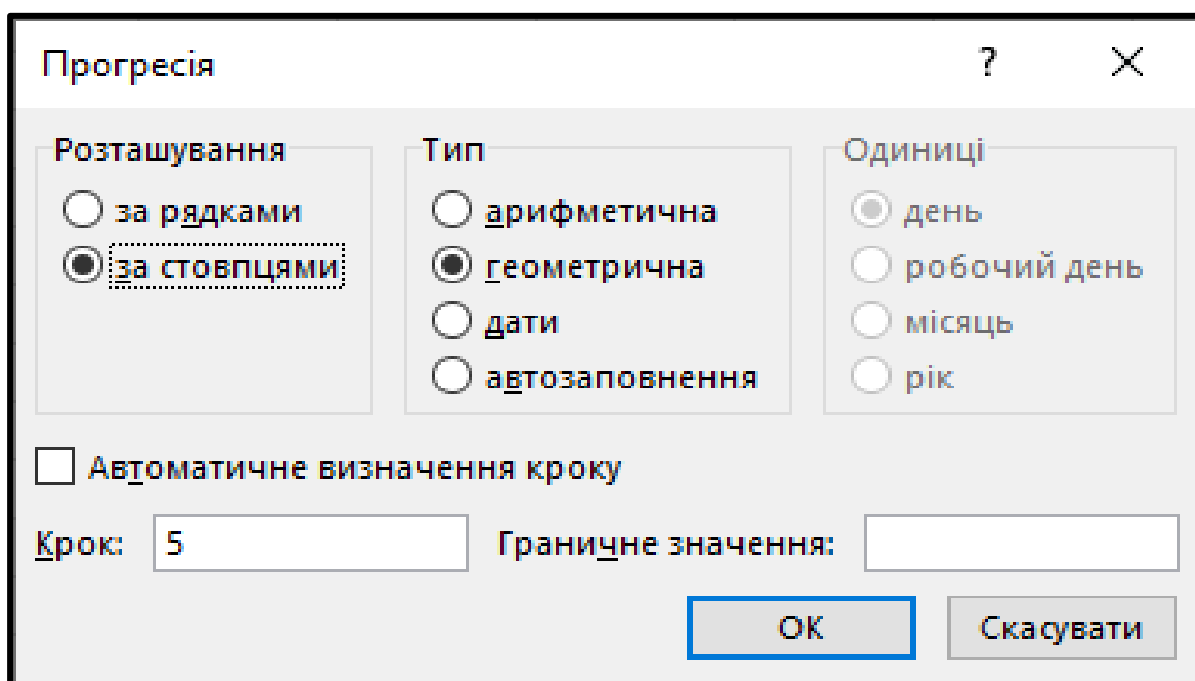 Прогресія ?
Розташування Тип Одиниці
за рядками арифметична день
за стовпцями геометрична робочий день
дати місяць
автозаповнення рік
Автоматичне визначення кроку
Крок: 5 Граничне значення:
ОК Скасувати